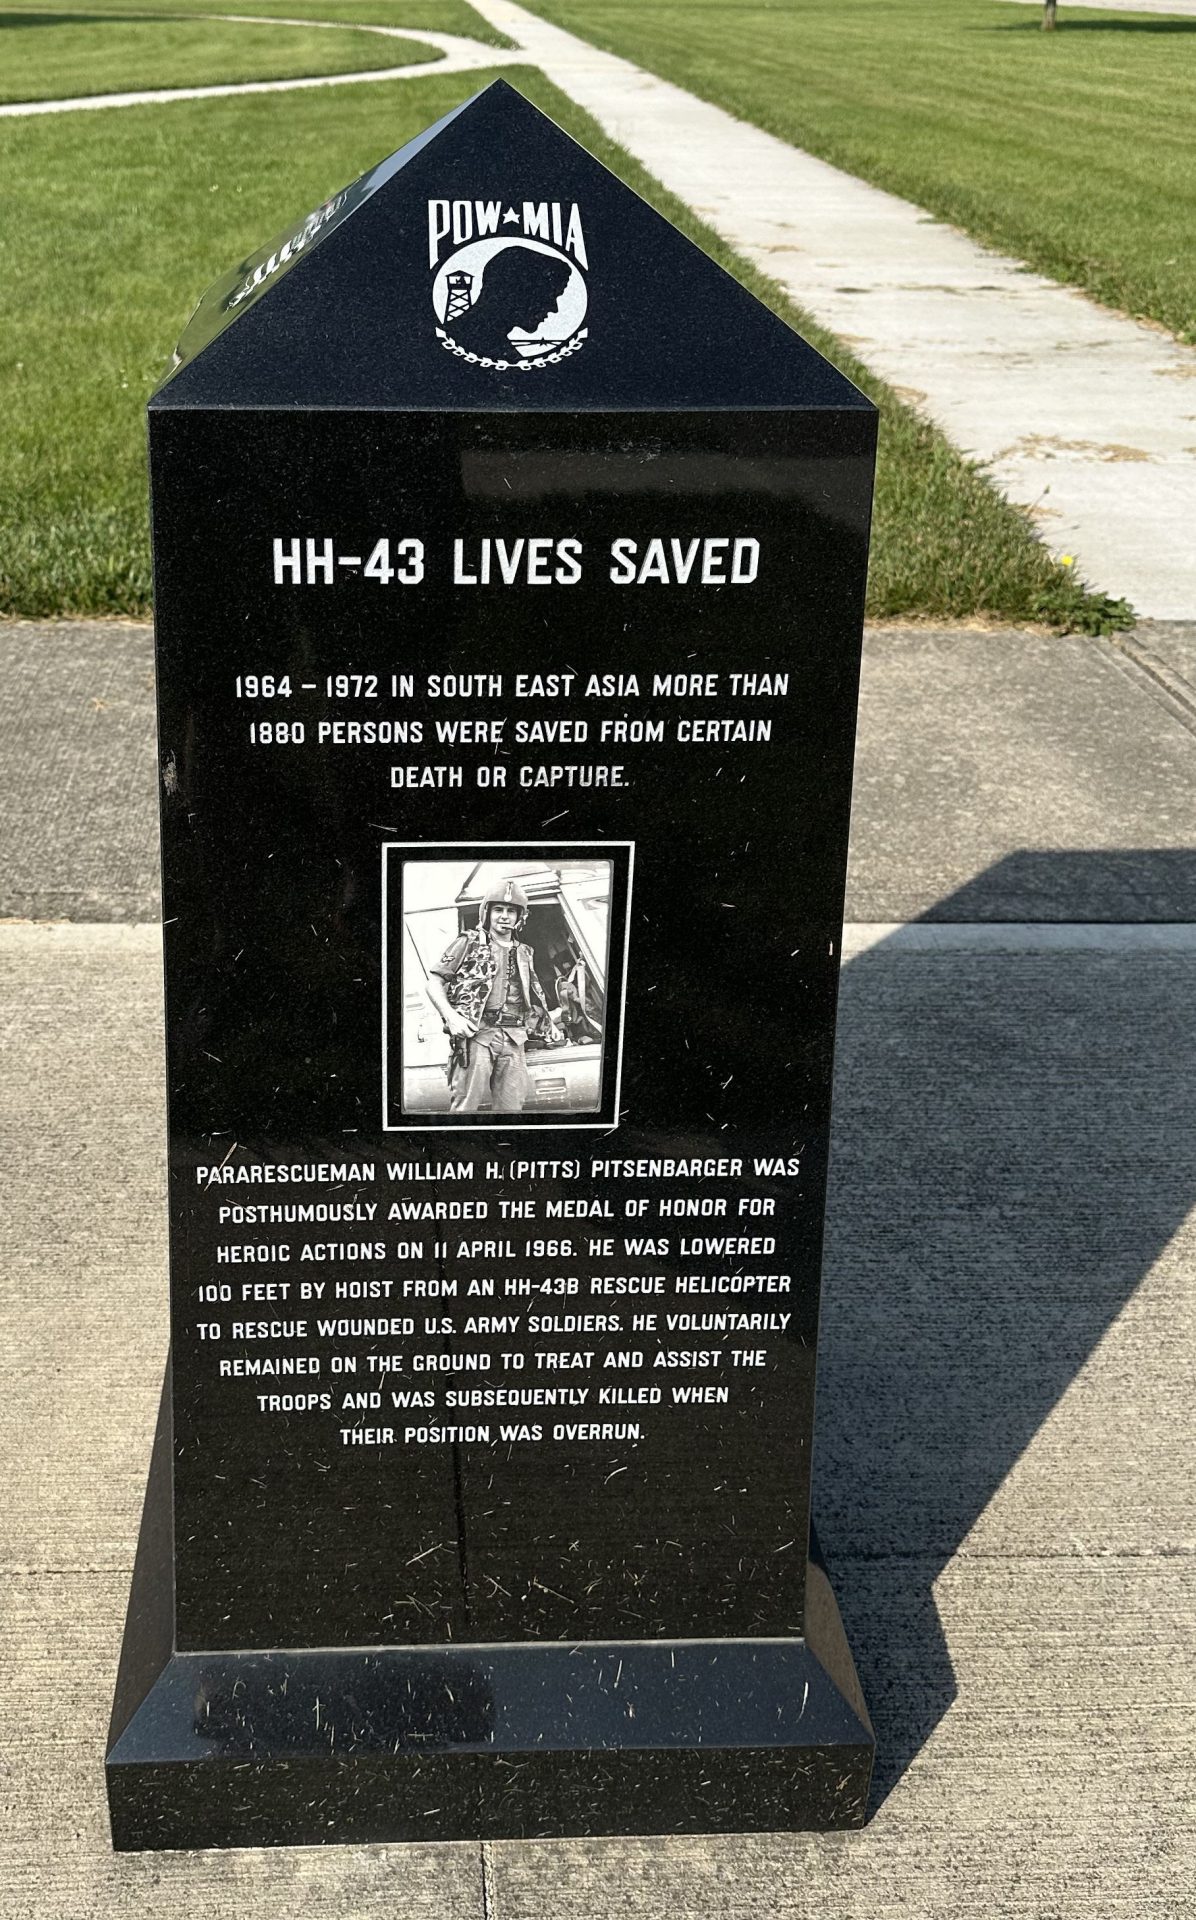 POW★MIA
HH-43 LIVES SAVED
1964 – 1972 IN SOUTH EAST ASIA MORE THAN
1880 PERSONS WERE SAVED FROM CERTAIN
DEATH OR CAPTURE.
PARARESCUEMAN WILLIAM H. (PITTS) PITSENBARGER WAS
POSTHUMOUSLY AWARDED THE MEDAL OF HONOR FOR
HEROIC ACTIONS ON 11 APRIL 1966. HE WAS LOWERED
100 FEET BY HOIST FROM AN HH-43B RESCUE HELICOPTER
TO RESCUE WOUNDED U.S. ARMY SOLDIERS. HE VOLUNTARILY
REMAINED ON THE GROUND TO TREAT AND ASSIST THE
TROOPS AND WAS SUBSEQUENTLY KILLED WHEN
THEIR POSITION WAS OVERRUN.